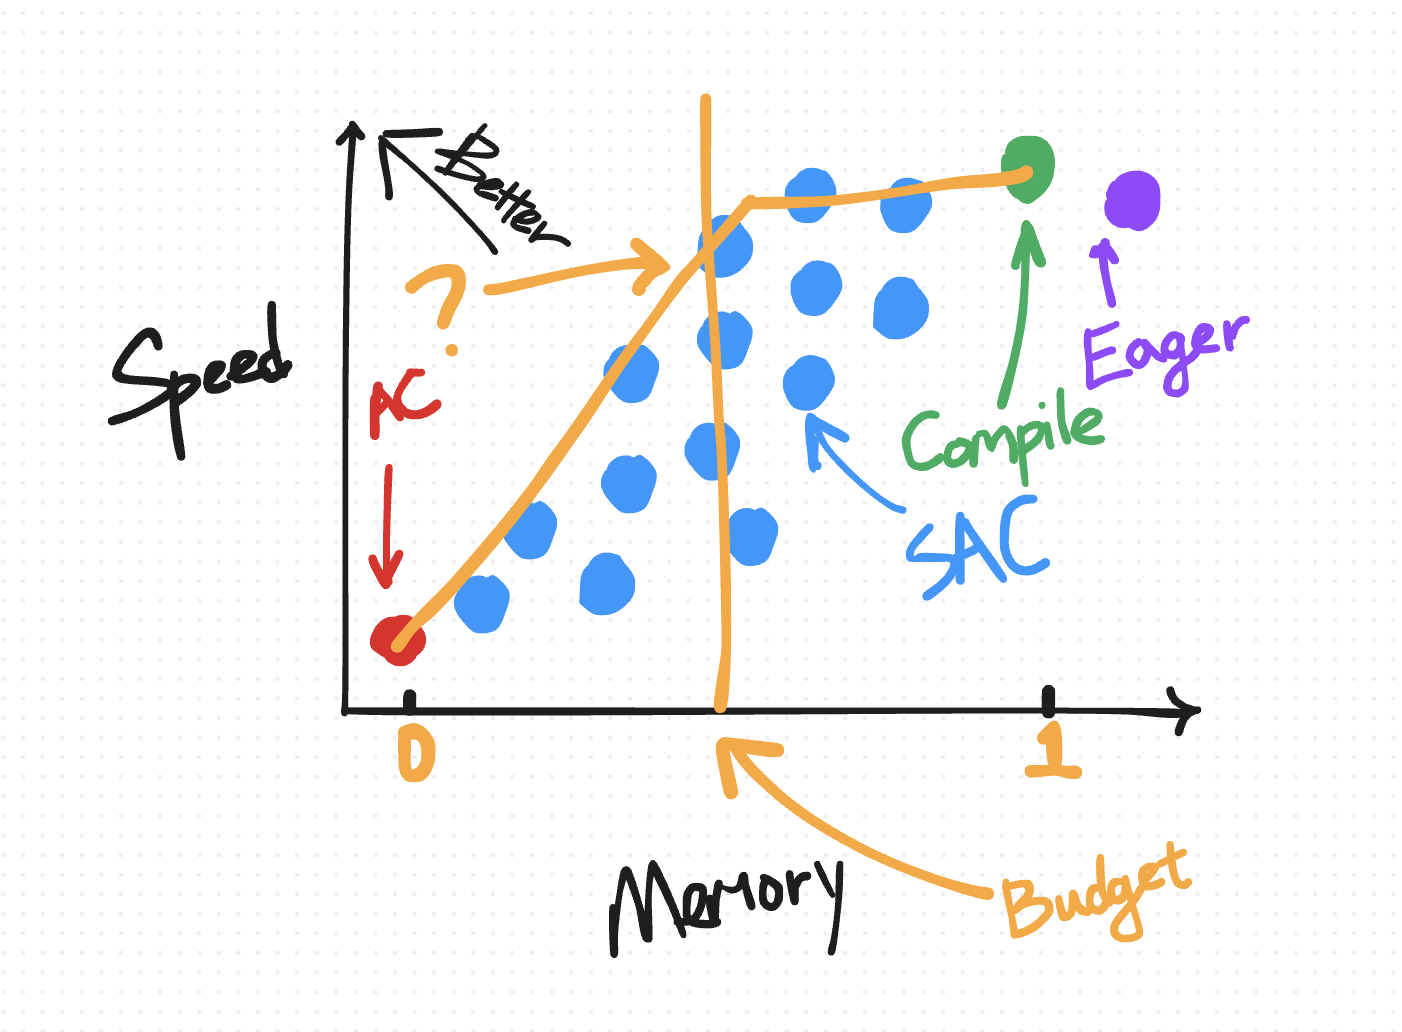 Better
?
Speed
AC
Eager
Compile
SAC
0
1
Memory
Budget